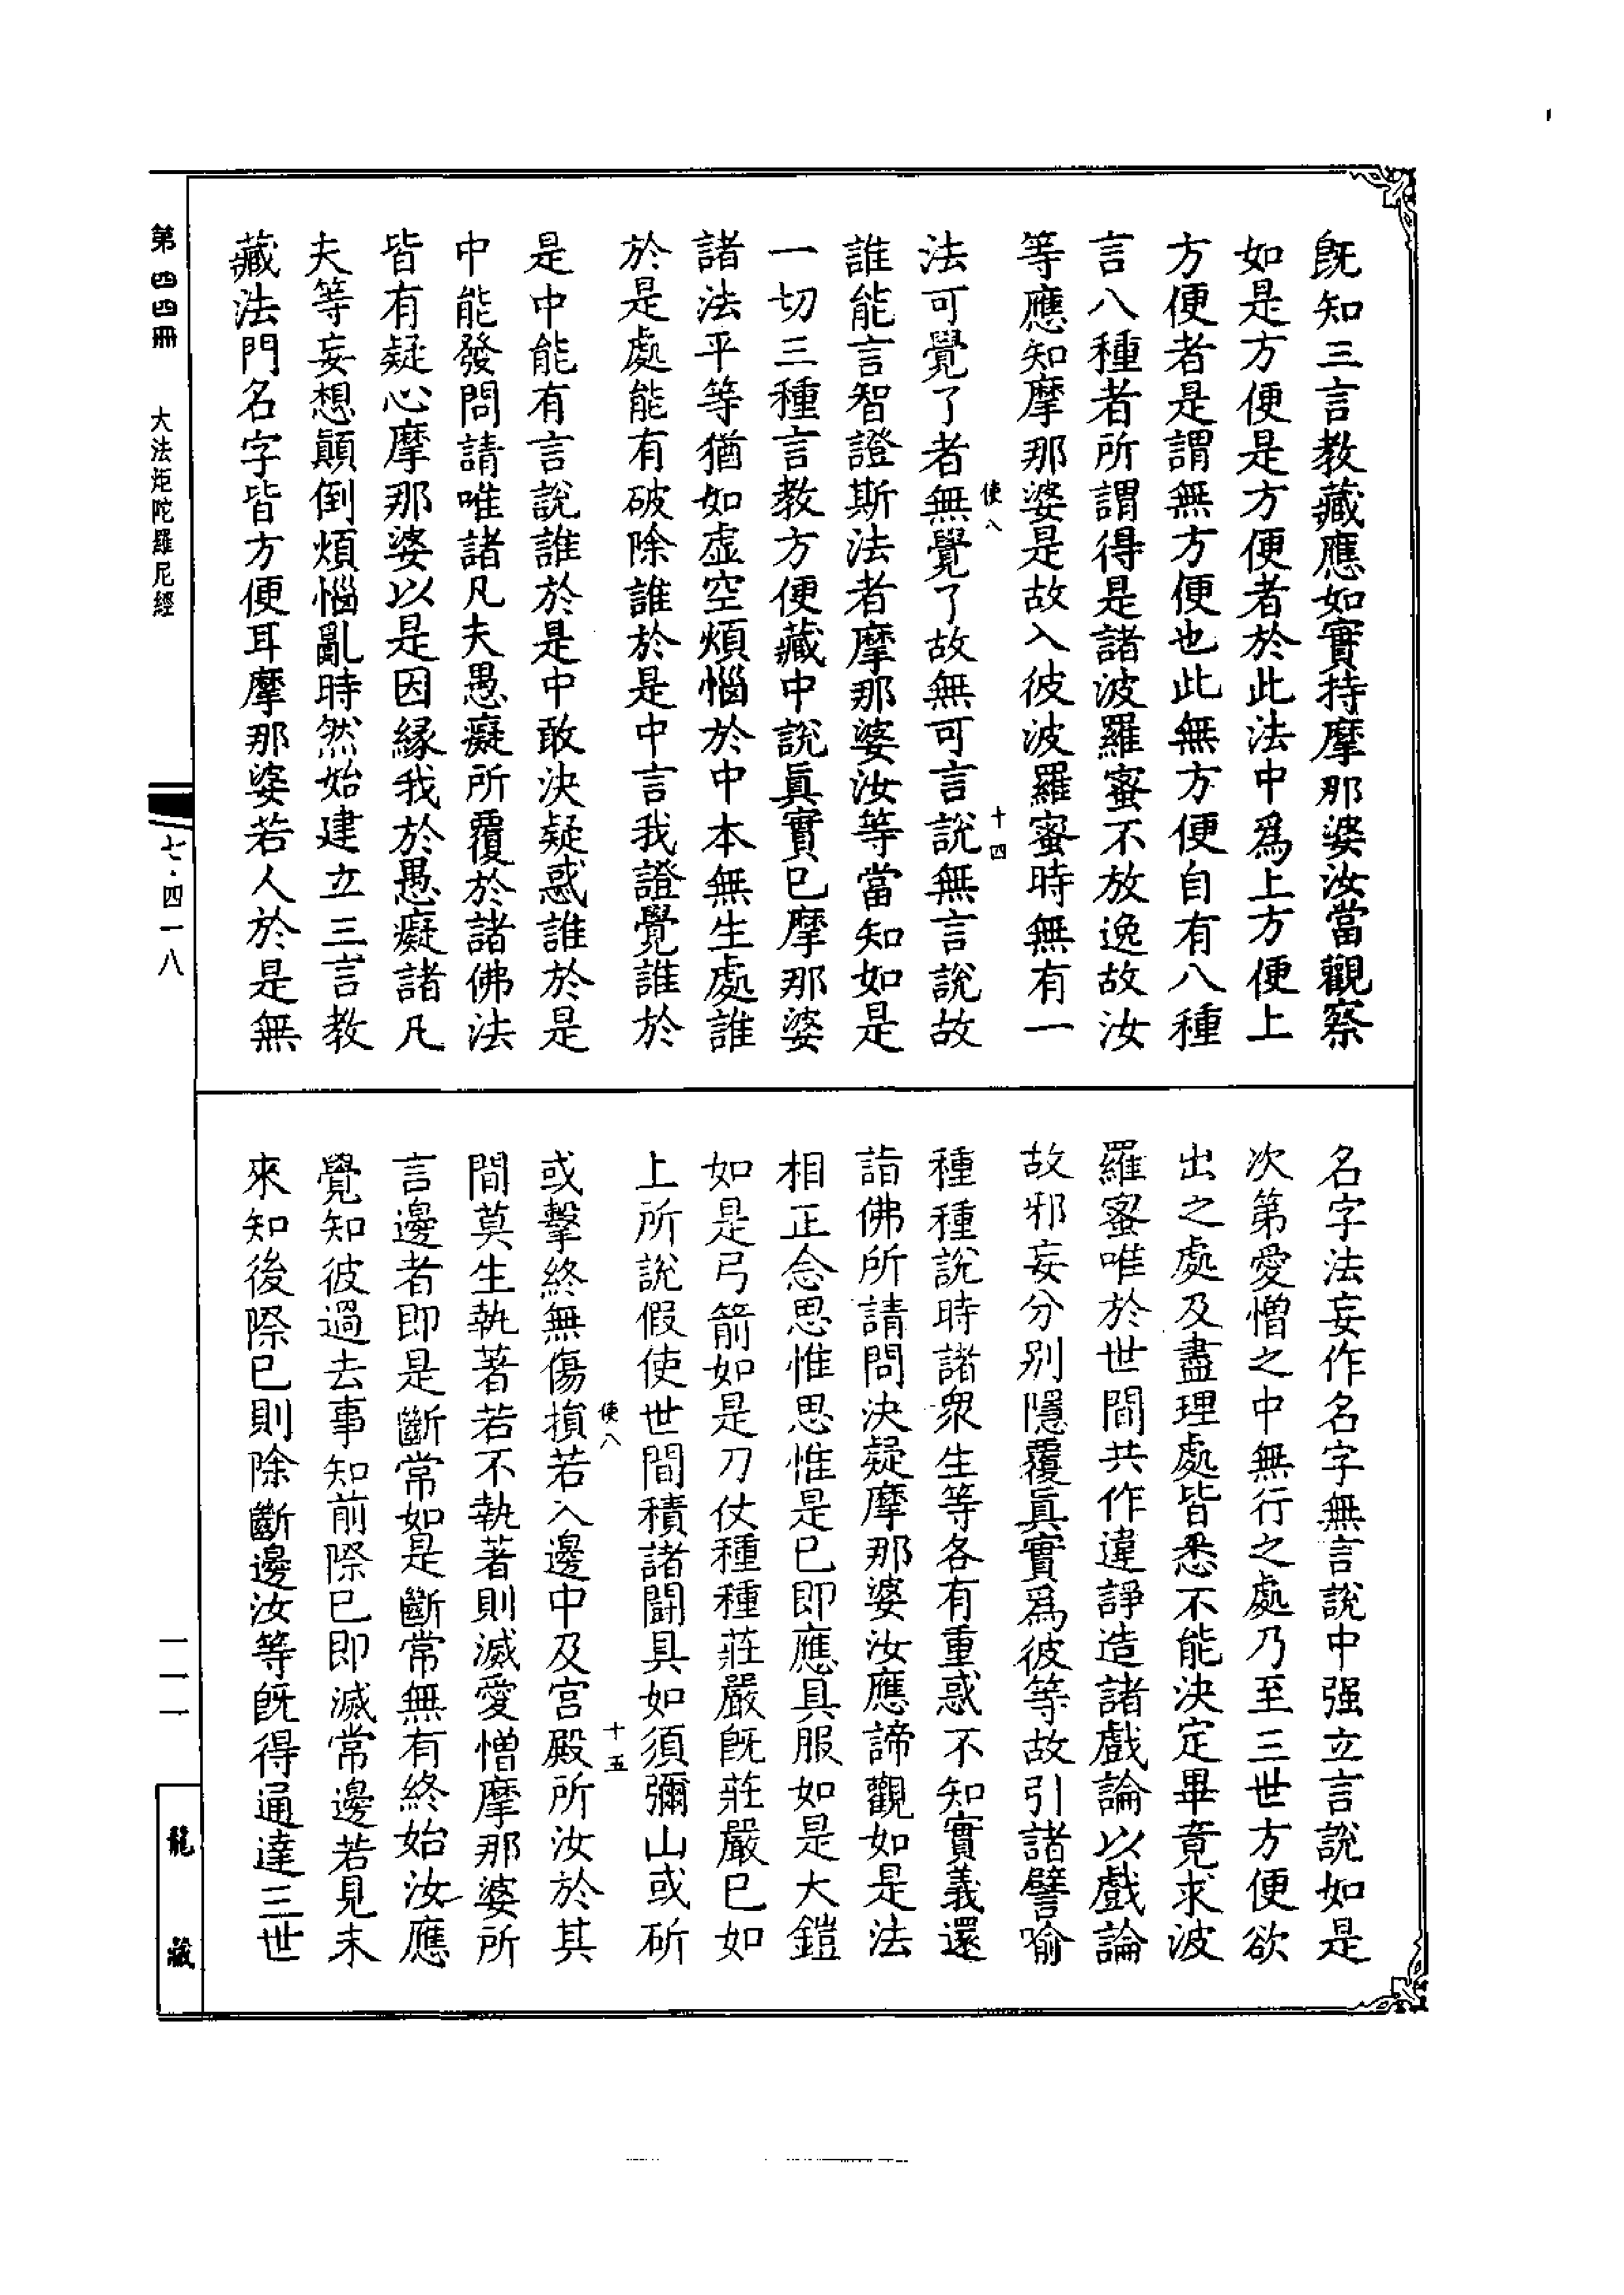 既知三言教藏應如實持摩那婆汝當觀察
如是方便是方便者於此法中爲上方便上
方便者是謂無方便也此無方便自有八種
言八種者所謂得是諸波羅蜜不放逸故汝
等應知摩那婆是故入彼波羅蜜時無有一
使八
十四
法可覺了者無覺了故無可言說無言說故
誰能言智證斯法者摩那婆汝等當知如是
一切三種言教方便藏中說眞實已摩那婆
諸法平等猶如虛空煩惱於中本無生處誰
於是處能有破除誰於是中言我證覺誰於
是中能有言說誰於是中敢決疑惑誰於是
中能發問請唯諸凡夫愚癡所覆於諸佛法
皆有疑心摩那婆以是因緣我於愚癡諸凡
夫等妄想顚倒煩惱亂時然始建立三言教
藏法門名字皆方便耳摩那婆若人於是無
名字法妄作名字無言說中强立言說如是
次第愛憎之中無行之處乃至三世方便欲
出之處及盡理處皆悉不能決定畢竟求波
羅蜜唯於世間共作違諍造諸戲論以戲論
故邪妄分別隱覆眞實爲彼等故引諸譬喻
種種說時諸衆生等各有重惑不知實義還
詣佛所請問決疑摩那婆汝應諦觀如是法
相正念思惟思惟是已即應具服如是大鎧
如是弓箭如是刀仗種種莊嚴既莊嚴已如
上所說假使世間積諸鬪具如須彌山或斫
使八
十五
或擊終無傷損若入邊中及宮殿所汝於其
間莫生執著若不執著則滅愛憎摩那婆所
言邊者即是斷常如是斷常無有終始汝應
覺知彼過去事知前際已即滅常邊若見未
來知後際已則除斷邊汝等既得通達三世
第四四冊 大法炬陀羅尼經
七·四一八
一一一
龍藏